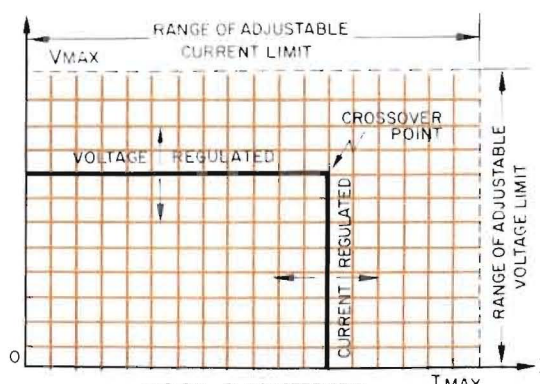 RANGE OF ADJUSTABLE
CURRENT LIMIT
VMAX
CROSSOVER
POINT
VOLTAGE REGULATED
CURRENT REGULATED
RANGE OF ADJUSTABLE
VOLTAGE LIMIT
0
IMAX